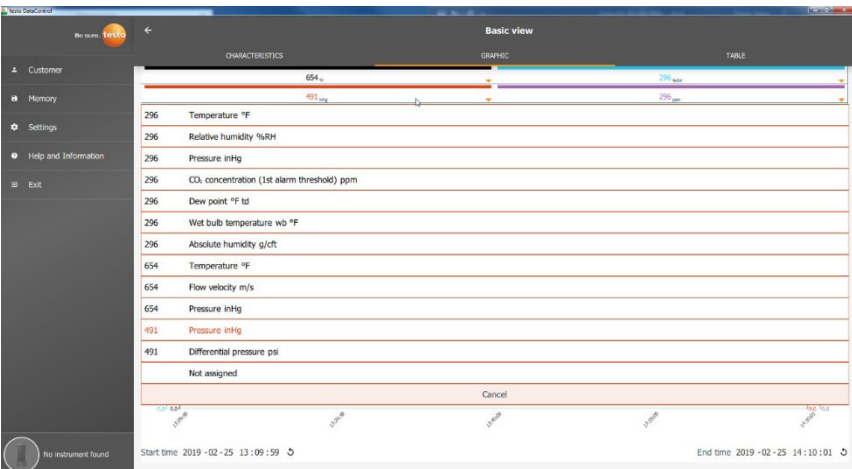 testo DataControl
Be sure. testo
Basic view
CHARACTERISTICS
GRAPHIC
TABLE
Customer
Memory
Settings
Help and Information
Exit
654
296 %RH
491 inHg
296 ppm
296 Temperature °F
296 Relative humidity %RH
296 Pressure inHg
296 CO₂ concentration (1st alarm threshold) ppm
296 Dew point °F td
296 Wet bulb temperature wb °F
296 Absolute humidity g/cft
654 Temperature °F
654 Flow velocity m/s
654 Pressure inHg
491 Pressure inHg
491 Differential pressure psi
Not assigned
Cancel
No instrument found
Start time 2019-02-25 13:09:59
End time 2019-02-25 14:10:01